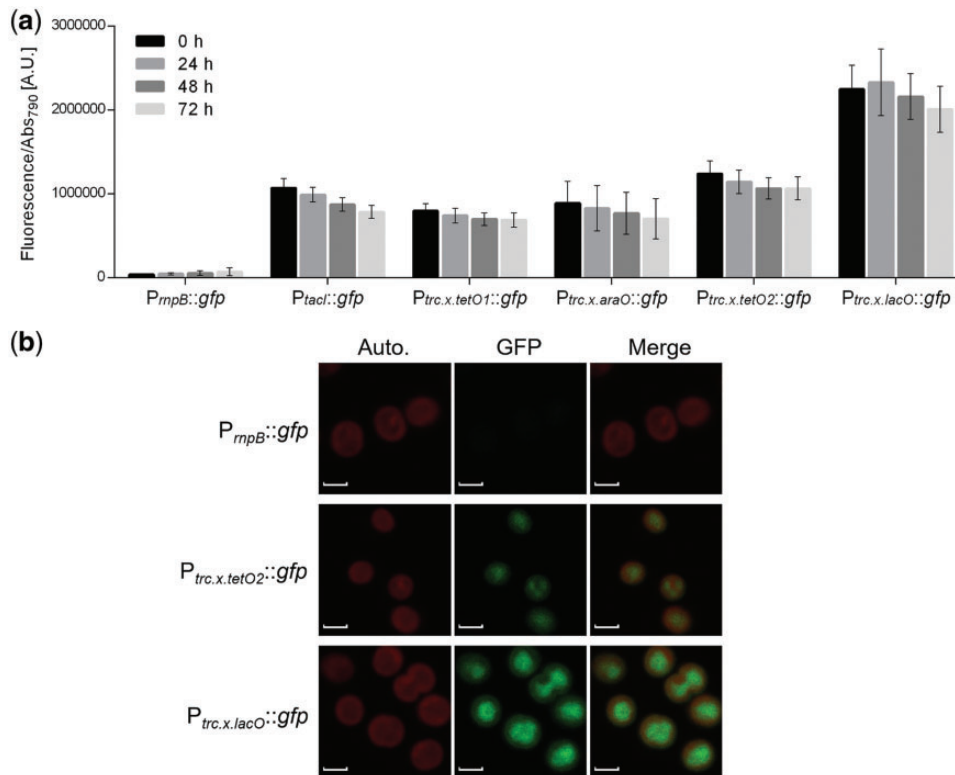 (a)
3000000
2000000
1000000
0
Fluorescence/Abs790 [A.U.]
0 h
24 h
48 h
72 h
PrnpB::gfp PtacI::gfp Ptrc.x.tetO1::gfp Ptrc.x.araO::gfp Ptrc.x.tetO2::gfp Ptrc.x.lacO::gfp
(b)
Auto. GFP Merge
PrnpB::gfp
Ptrc.x.tetO2::gfp
Ptrc.x.lacO::gfp